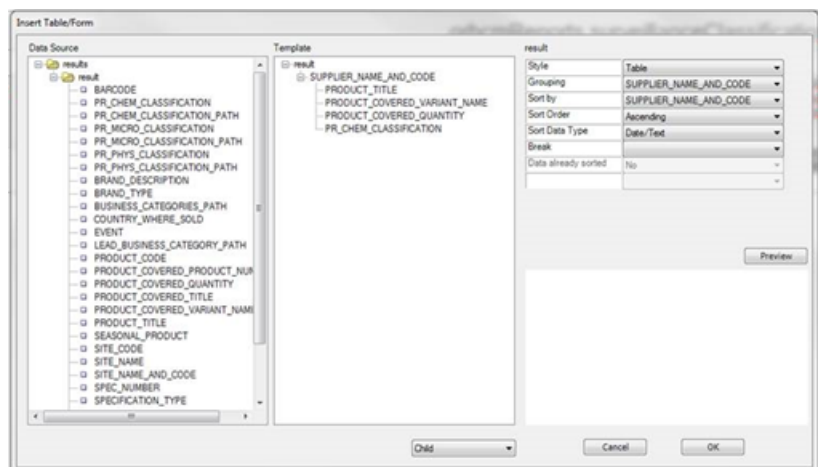 Insert Table/Form
Data Source
results
result
BARCODE
PR_CHEM_CLASSIFICATION
PR_CHEM_CLASSIFICATION_PATH
PR_MICRO_CLASSIFICATION
PR_MICRO_CLASSIFICATION_PATH
PR_PHYS_CLASSIFICATION
PR_PHYS_CLASSIFICATION_PATH
BRAND_DESCRIPTION
BRAND_TYPE
BUSINESS_CATEGORIES_PATH
COUNTRY_WHERE_SOLD
EVENT
LEAD_BUSINESS_CATEGORY_PATH
PRODUCT_CODE
PRODUCT_COVERED_PRODUCT_NUM
PRODUCT_COVERED_QUANTITY
PRODUCT_COVERED_TITLE
PRODUCT_COVERED_VARIANT_NAME
PRODUCT_TITLE
SEASONAL_PRODUCT
SITE_CODE
SITE_NAME
SITE_NAME_AND_CODE
SPEC_NUMBER
SPECIFICATION_TYPE
Template
result
SUPPLIER_NAME_AND_CODE
PRODUCT_TITLE
PRODUCT_COVERED_VARIANT_NAME
PRODUCT_COVERED_QUANTITY
PR_CHEM_CLASSIFICATION
Child
result
Style Table
Grouping SUPPLIER_NAME_AND_CODE
Sort by SUPPLIER_NAME_AND_CODE
Sort Order Ascending
Sort Data Type Date/Text
Break
Data already sorted No
Preview
Cancel OK